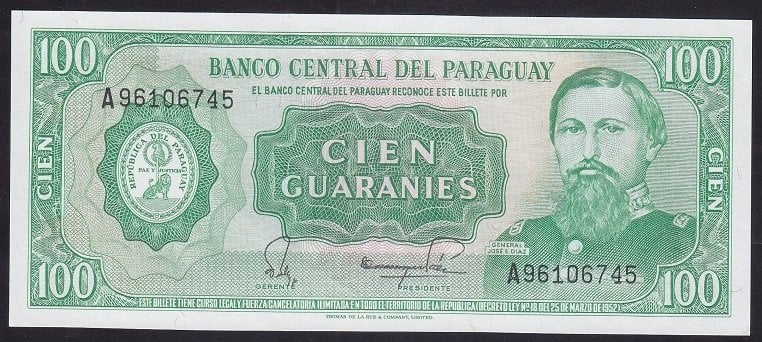 100
100
BANCO CENTRAL DEL PARAGUAY
EL BANCO CENTRAL DEL PARAGUAY RECONOCE ESTE BILLETE POR
A96106745
REPÚBLICA DEL PARAGUAY
PAZ Y JUSTICIA
CIEN
CIEN
CIEN
GUARANIES
GENERAL
JOSE E. DIAZ
A96106745
GERENTE
PRESIDENTE
100
100
ESTE BILLETE TIENE CURSO LEGAL Y FUERZA CANCELATORIA ILIMITADA EN TODO EL TERRITORIO DE LA REPUBLICA (DECRETO LEY Nº 18 DEL 25 DE MARZO DE 1952)
THOMAS DE LA RUE & COMPANY, LIMITED.